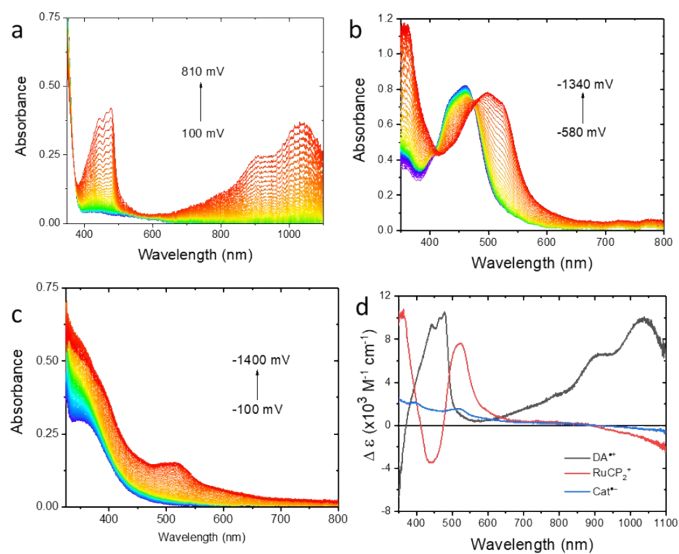 a
0.75
0.50
0.25
0.00
Absorbance
810 mV
100 mV
400 600 800 1000
Wavelength (nm)
b
1.2
1.0
0.8
0.6
0.4
0.2
0.0
Absorbance
-1340 mV
-580 mV
350 400 500 600 700 800
Wavelength (nm)
c
0.75
0.50
0.25
0.00
Absorbance
-1400 mV
-100 mV
400 500 600 700 800
Wavelength (nm)
d
12
8
4
0
-4
-8
Δ ε (x10³ M⁻¹ cm⁻¹)
DA•+
RuCP₂⁺
Cat•−
400 500 600 700 800 900 1000 1100
Wavelength (nm)